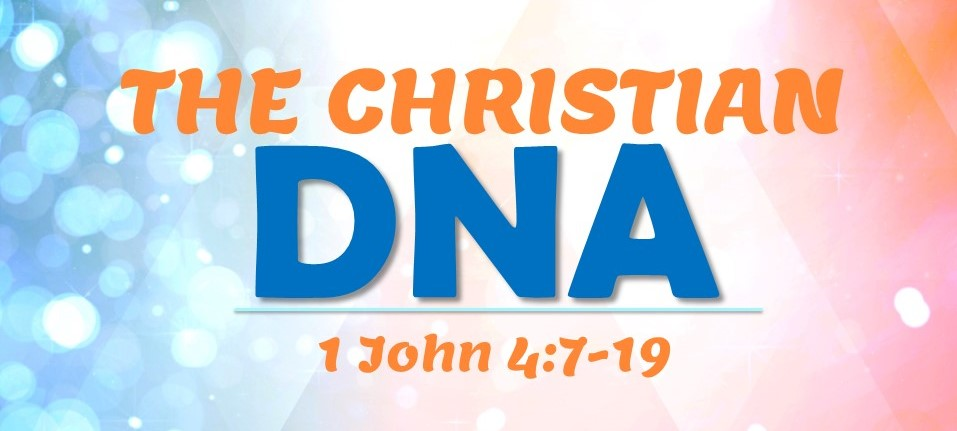 THE CHRISTIAN
DNA
1 John 4:7-19